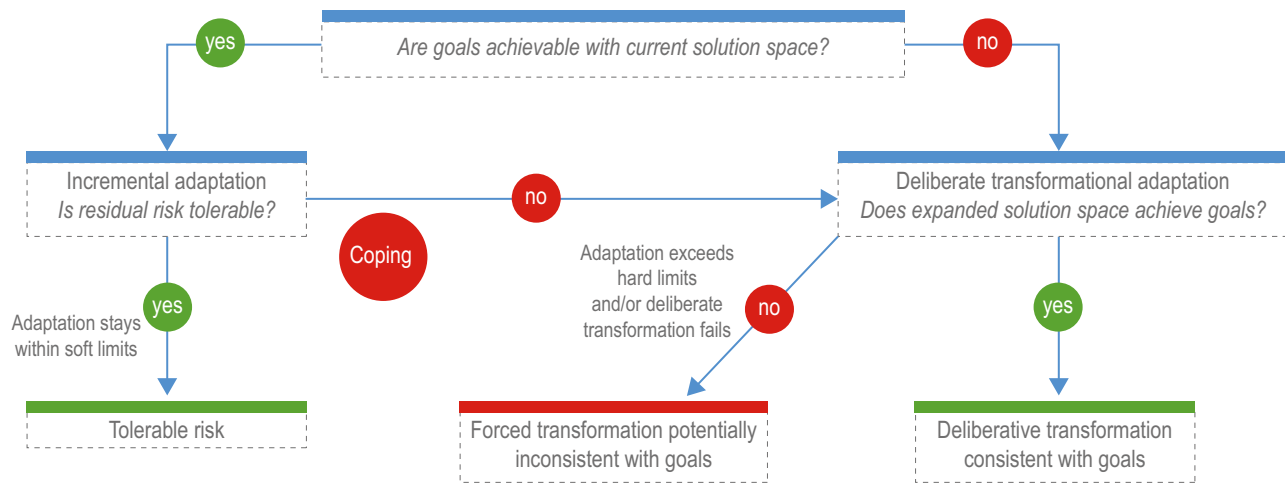 yes
Are goals achievable with current solution space?
no
Incremental adaptation
Is residual risk tolerable?
no
Deliberate transformational adaptation
Does expanded solution space achieve goals?
Coping
Adaptation exceeds
hard limits
and/or deliberate
transformation fails
yes
no
yes
Adaptation stays
within soft limits
Tolerable risk
Forced transformation potentially
inconsistent with goals
Deliberative transformation
consistent with goals